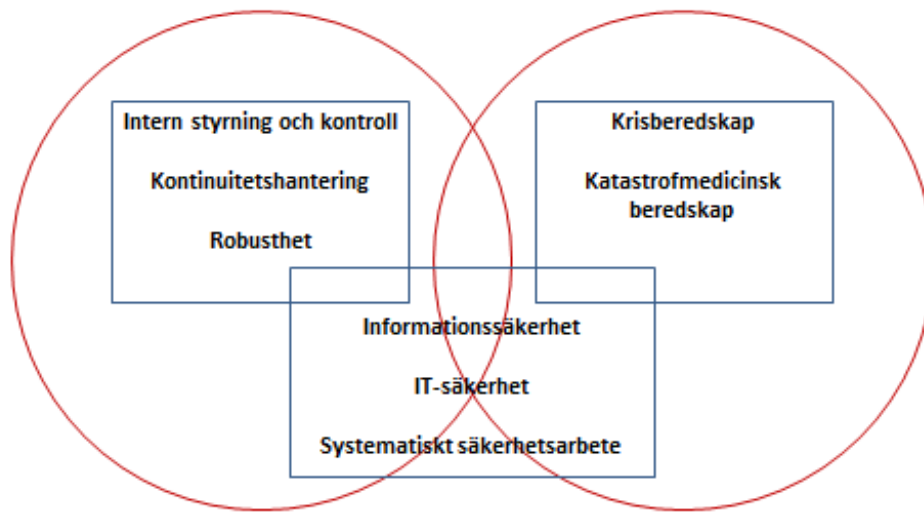 Intern styrning och kontroll
Kontinuitetshantering
Robusthet
Krisberedskap
Katastrofmedicinsk
beredskap
Informationssäkerhet
IT-säkerhet
Systematiskt säkerhetsarbete